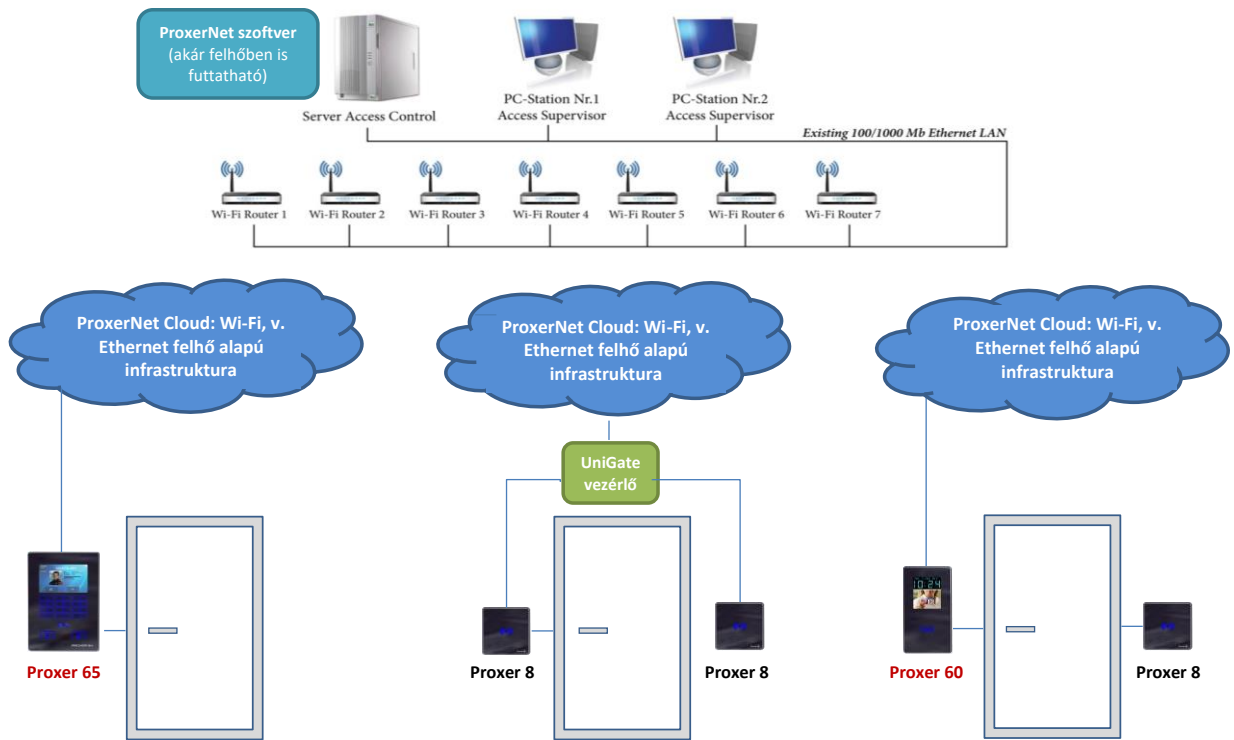 ProxerNet szoftver
(akár felhőben is
futtatható)
Server Access Control
PC-Station Nr.1
Access Supervisor
PC-Station Nr.2
Access Supervisor
Existing 100/1000 Mb Ethernet LAN
Wi-Fi Router 1
Wi-Fi Router 2
Wi-Fi Router 3
Wi-Fi Router 4
Wi-Fi Router 5
Wi-Fi Router 6
Wi-Fi Router 7
ProxerNet Cloud: Wi-Fi, v.
Ethernet felhő alapú
infrastruktura
ProxerNet Cloud: Wi-Fi, v.
Ethernet felhő alapú
infrastruktura
ProxerNet Cloud: Wi-Fi, v.
Ethernet felhő alapú
infrastruktura
UniGate
vezérlő
10:24
Proxer 65
Proxer 8
Proxer 8
Proxer 60
Proxer 8